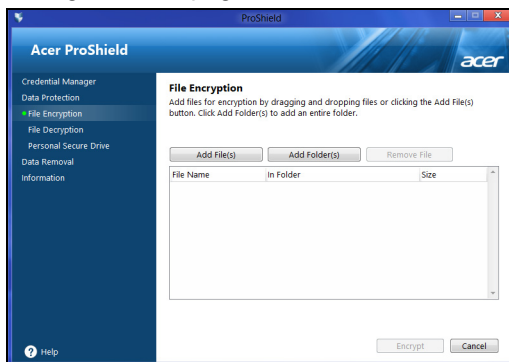 ProShield
Acer ProShield
acer
Credential Manager
Data Protection
File Encryption
File Decryption
Personal Secure Drive
Data Removal
Information
File Encryption
Add files for encryption by dragging and dropping files or clicking the Add File(s)
button. Click Add Folder(s) to add an entire folder.
Add File(s) Add Folder(s) Remove File
File Name In Folder Size
Encrypt Cancel
? Help